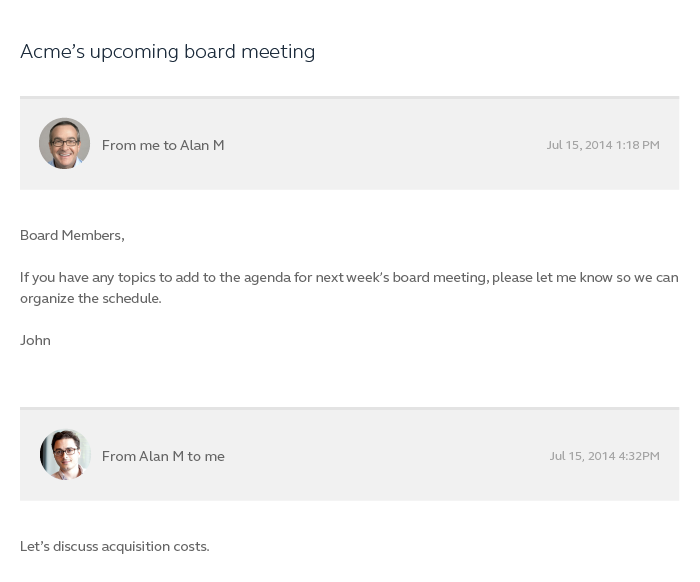 Acme’s upcoming board meeting
From me to Alan M
Jul 15, 2014 1:18 PM
Board Members,
If you have any topics to add to the agenda for next week’s board meeting, please let me know so we can
organize the schedule.
John
From Alan M to me
Jul 15, 2014 4:32PM
Let’s discuss acquisition costs.